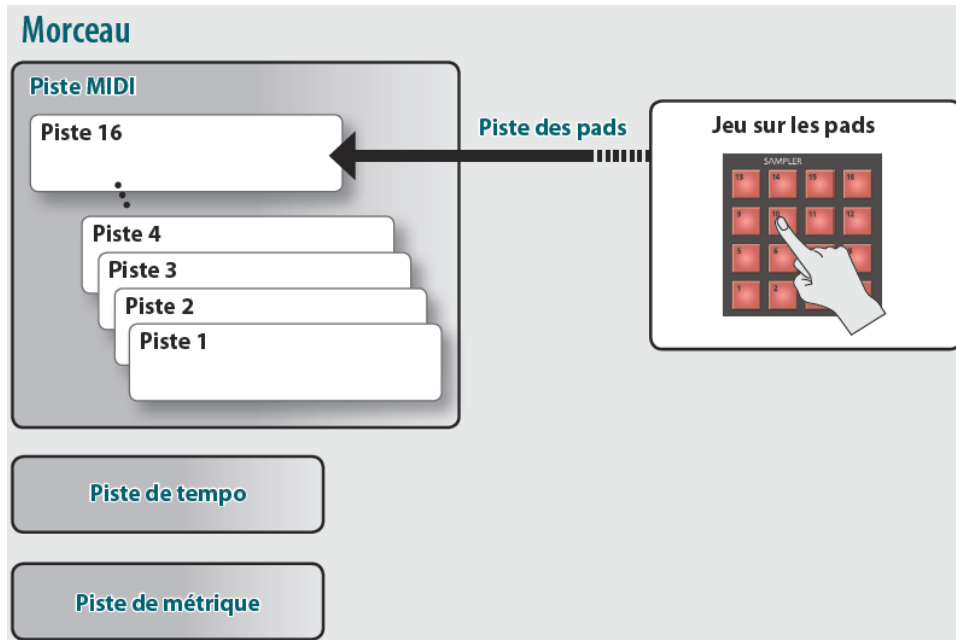 Morceau
Piste MIDI
Piste 16
Piste 4
Piste 3
Piste 2
Piste 1
Piste des pads
Jeu sur les pads
SAMPLER
13 14 15 16
9 10 11 12
5 6
1 2
Piste de tempo
Piste de métrique